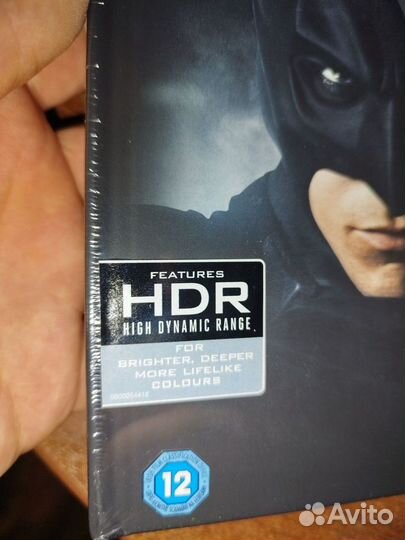 FEATURES
HDR
HIGH DYNAMIC RANGE
FOR
BRIGHTER, DEEPER
MORE LIFELIKE
COLOURS
12
Avito